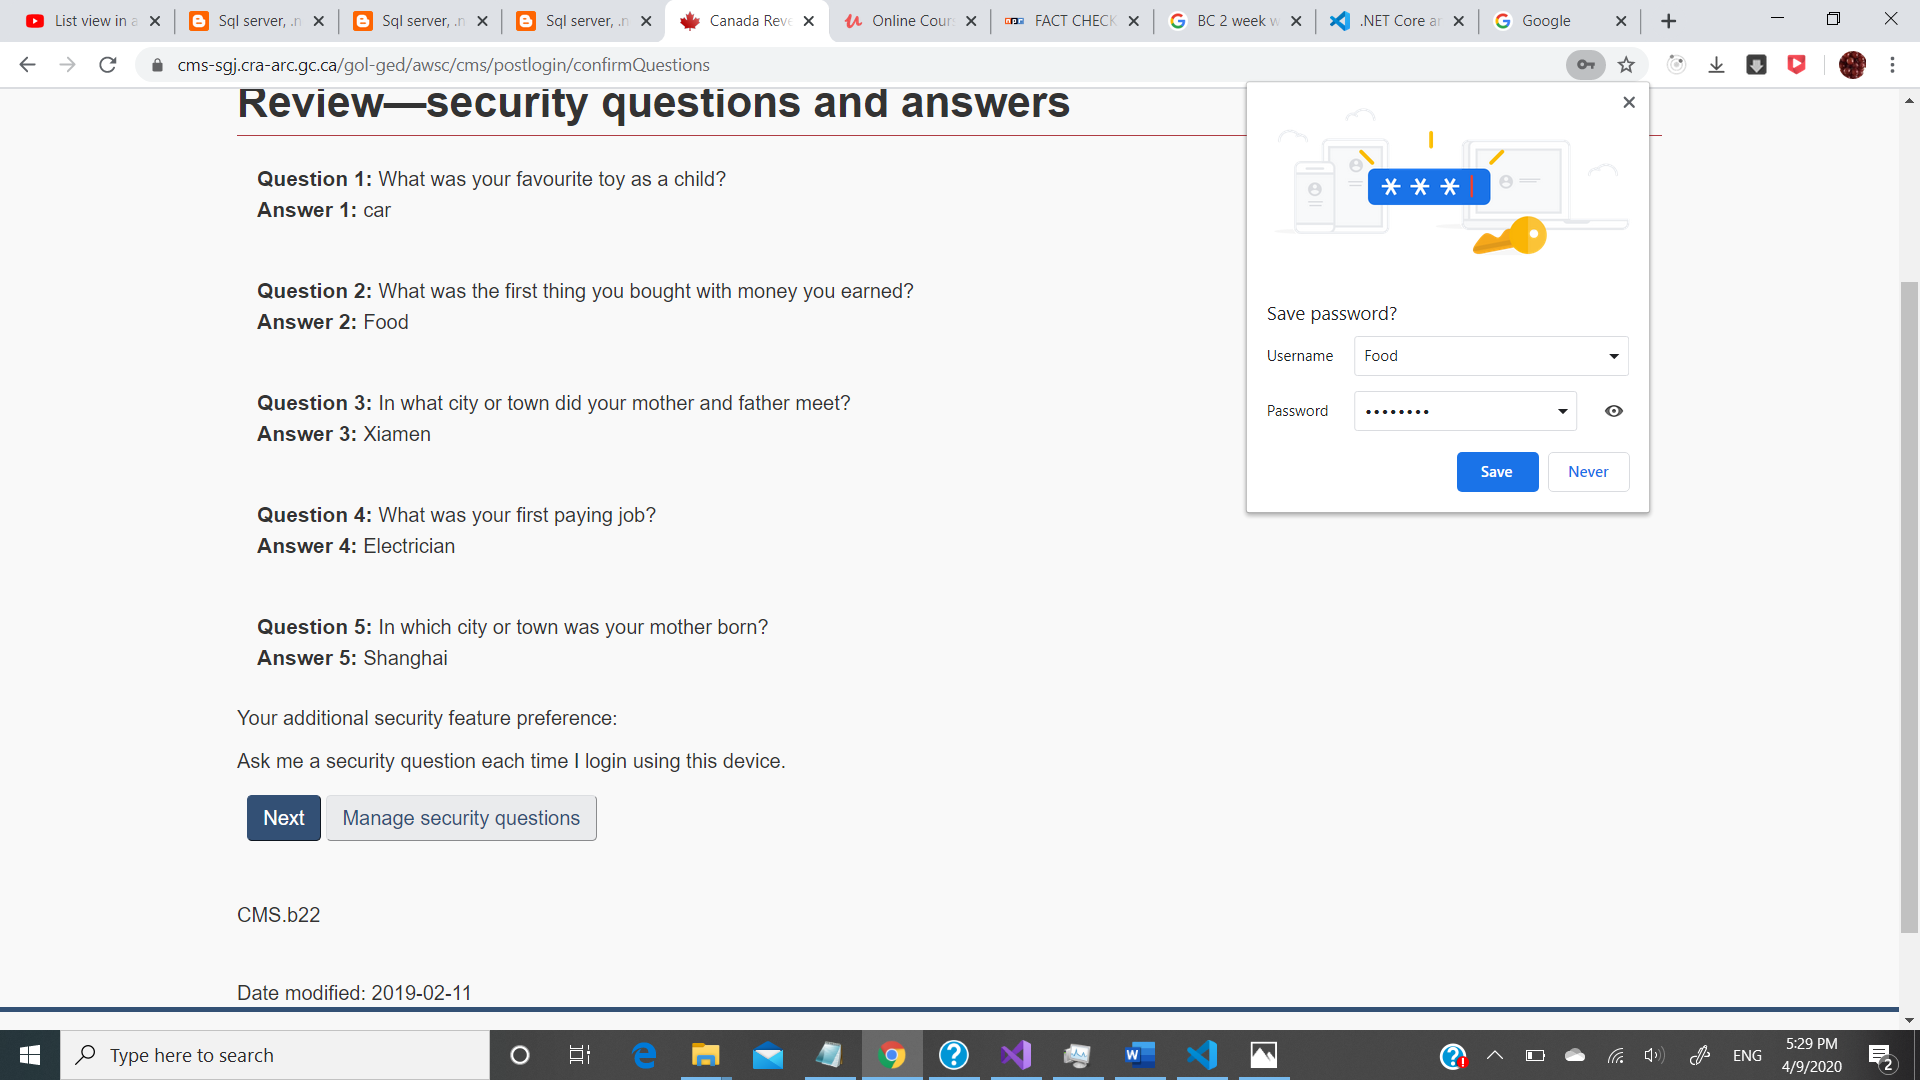 List view in a
Sql server, .n
Sql server, .n
Sql server, .n
Canada Reve
Online Cours
FACT CHECK
BC 2 week w
.NET Core an
Google
cms-sgj.cra-arc.gc.ca/gol-ged/awsc/cms/postlogin/confirmQuestions
Review—security questions and answers
Question 1: What was your favourite toy as a child?
Answer 1: car
Question 2: What was the first thing you bought with money you earned?
Answer 2: Food
Question 3: In what city or town did your mother and father meet?
Answer 3: Xiamen
Question 4: What was your first paying job?
Answer 4: Electrician
Question 5: In which city or town was your mother born?
Answer 5: Shanghai
Your additional security feature preference:
Ask me a security question each time I login using this device.
Next
Manage security questions
CMS.b22
Date modified: 2019-02-11
Save password?
Username
Food
Password
••••••••
Save
Never
Type here to search
ENG
5:29 PM
4/9/2020
2